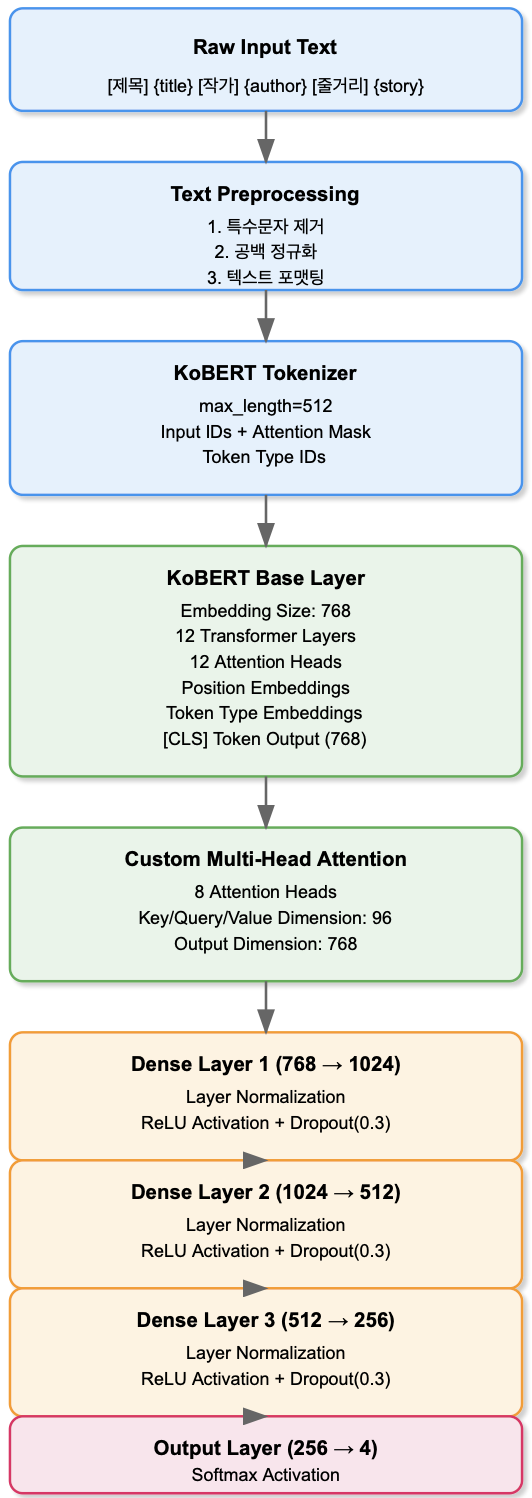 Raw Input Text
[제목] {title} [작가] {author} [줄거리] {story}
Text Preprocessing
1. 특수문자 제거
2. 공백 정규화
3. 텍스트 포맷팅
KoBERT Tokenizer
max_length=512
Input IDs + Attention Mask
Token Type IDs
KoBERT Base Layer
Embedding Size: 768
12 Transformer Layers
12 Attention Heads
Position Embeddings
Token Type Embeddings
[CLS] Token Output (768)
Custom Multi-Head Attention
8 Attention Heads
Key/Query/Value Dimension: 96
Output Dimension: 768
Dense Layer 1 (768 → 1024)
Layer Normalization
ReLU Activation + Dropout(0.3)
Dense Layer 2 (1024 → 512)
Layer Normalization
ReLU Activation + Dropout(0.3)
Dense Layer 3 (512 → 256)
Layer Normalization
ReLU Activation + Dropout(0.3)
Output Layer (256 → 4)
Softmax Activation